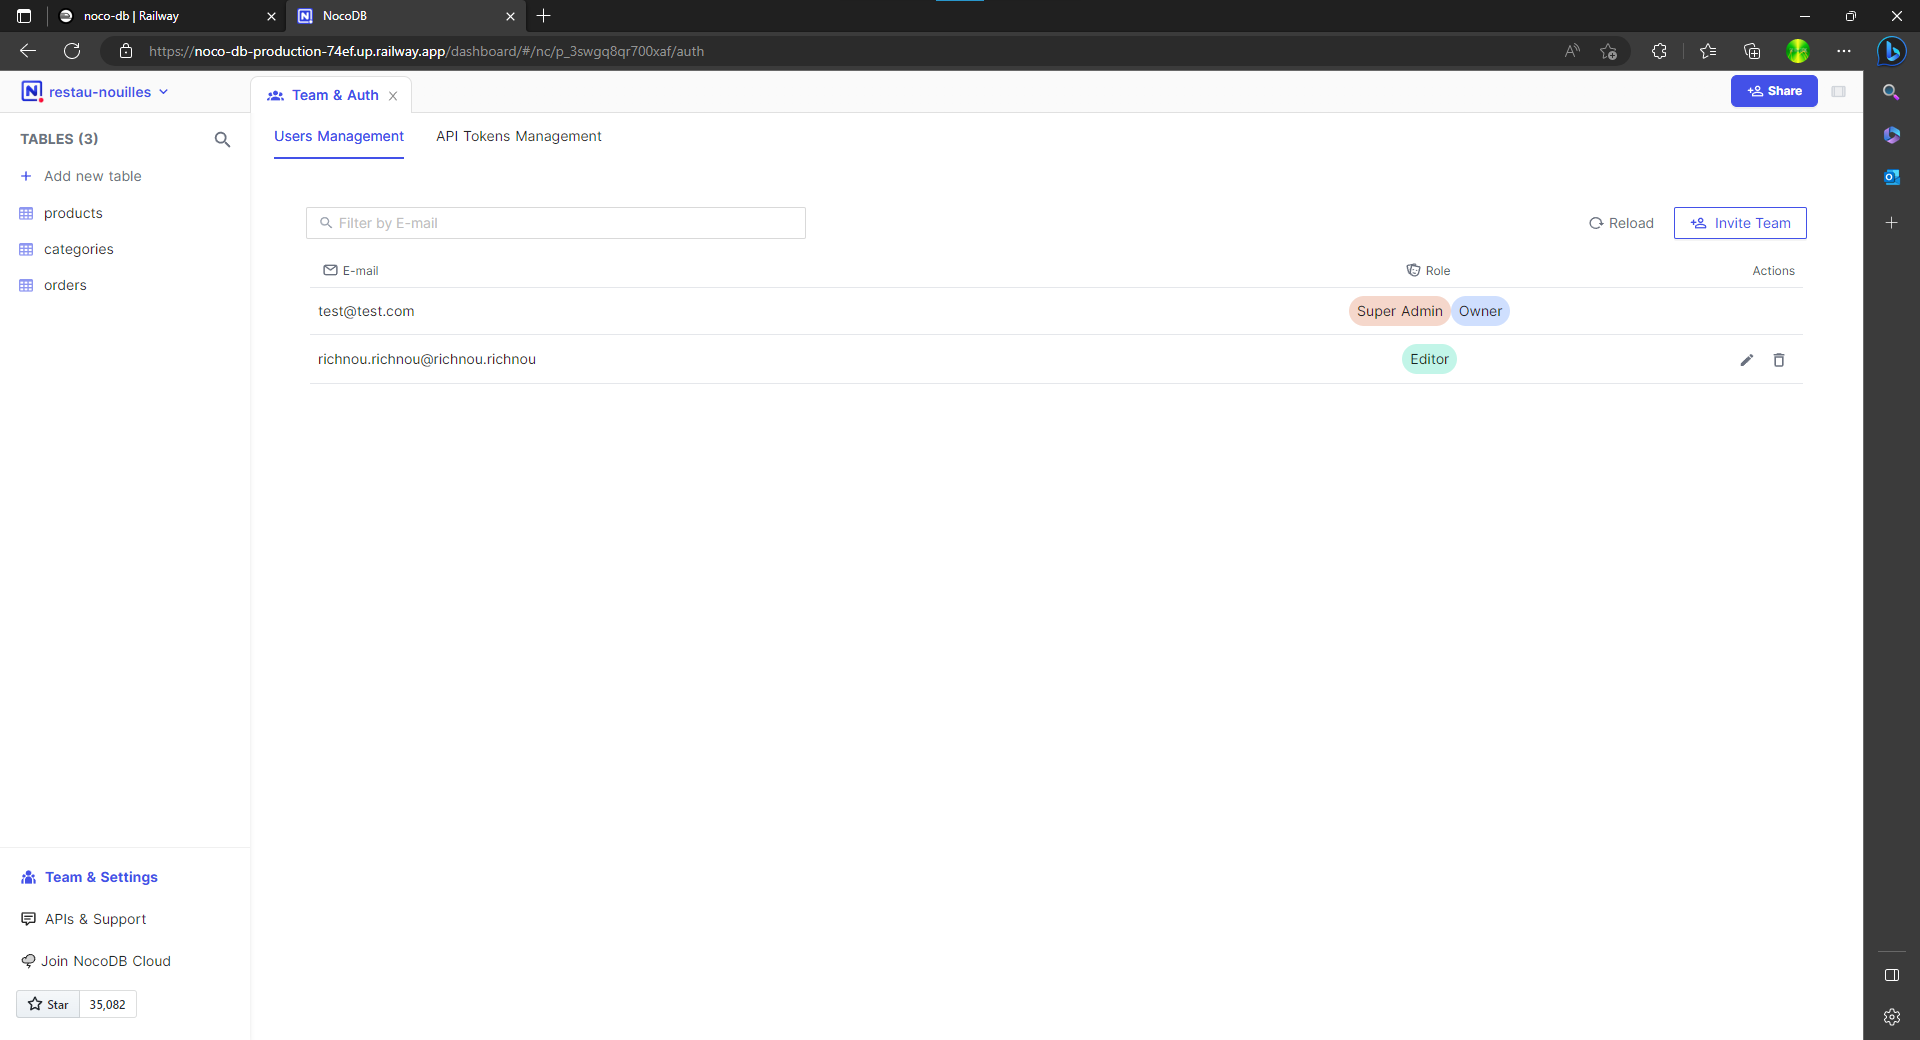 noco-db | Railway
NocoDB
https://noco-db-production-74ef.up.railway.app/dashboard/#/nc/p_3swgq8qr700xaf/auth
restau-nouilles
Team & Auth
Share
TABLES (3)
Users Management
API Tokens Management
Add new table
products
categories
orders
Filter by E-mail
Reload
Invite Team
E-mail
Role
Actions
test@test.com
Super Admin
Owner
richnou.richnou@richnou.richnou
Editor
Team & Settings
APIs & Support
Join NocoDB Cloud
Star
35,082